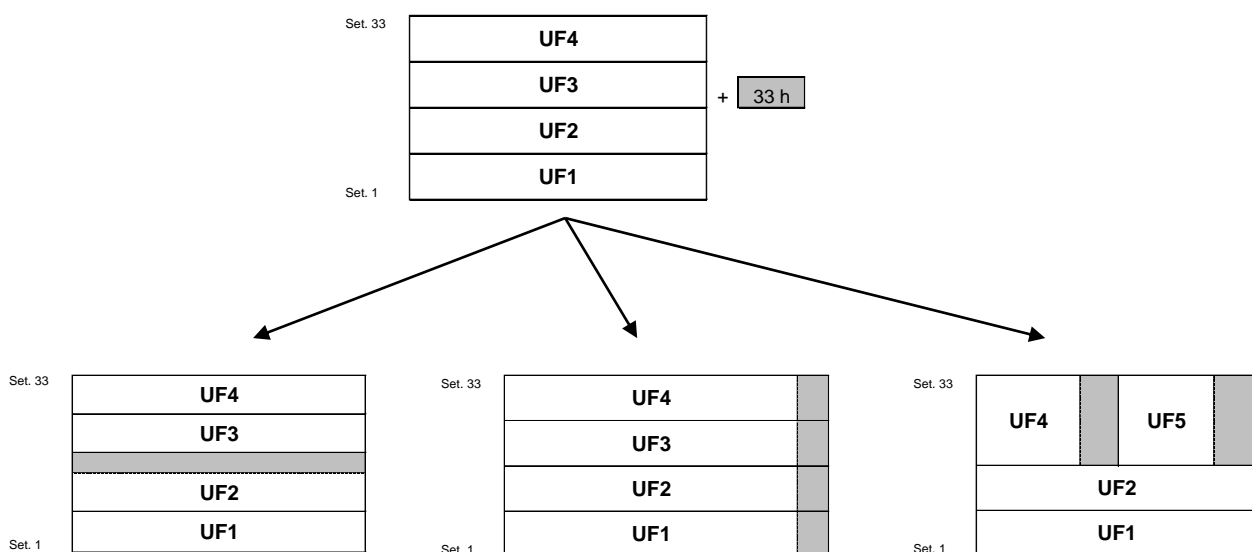 Set. 33
UF4
UF3
+ 33 h
UF2
UF1
Set. 1
Set. 33
UF4
UF3
UF2
UF1
Set. 1
Set. 33
UF4
UF3
UF2
UF1
Set. 1
Set. 33
UF4 UF5
UF2
UF1
Set. 1